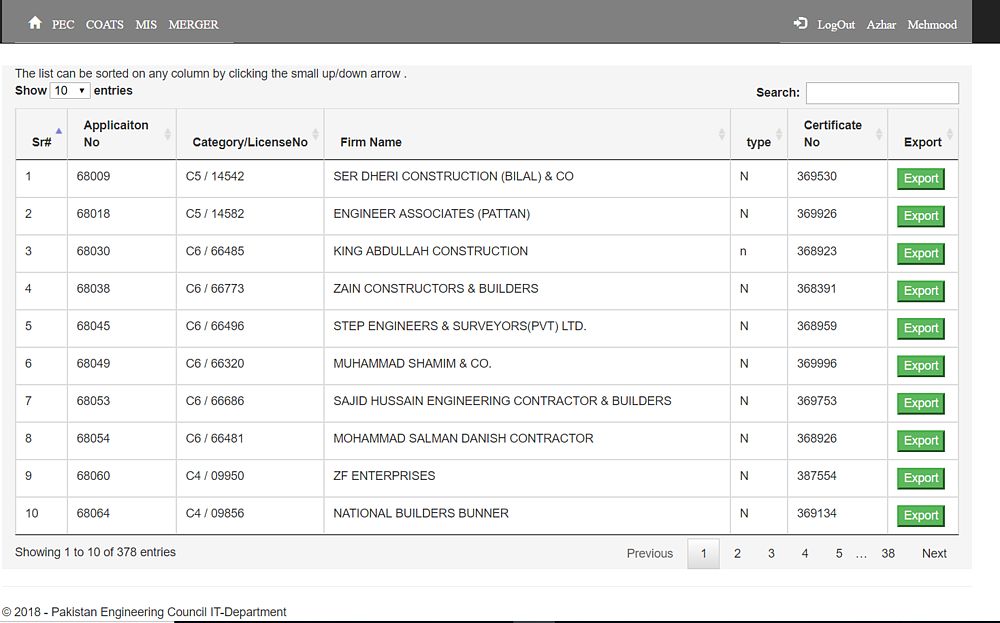 PEC COATS MIS MERGER LogOut Azhar Mehmood
The list can be sorted on any column by clicking the small up/down arrow .
Show 10 entries Search:
Sr# Applicaiton No Category/LicenseNo Firm Name type Certificate No Export
1 68009 C5 / 14542 SER DHERI CONSTRUCTION (BILAL) & CO N 369530 Export
2 68018 C5 / 14582 ENGINEER ASSOCIATES (PATTAN) N 369926 Export
3 68030 C6 / 66485 KING ABDULLAH CONSTRUCTION n 368923 Export
4 68038 C6 / 66773 ZAIN CONSTRUCTORS & BUILDERS N 368391 Export
5 68045 C6 / 66496 STEP ENGINEERS & SURVEYORS(PVT) LTD. N 368959 Export
6 68049 C6 / 66320 MUHAMMAD SHAMIM & CO. N 369996 Export
7 68053 C6 / 66686 SAJID HUSSAIN ENGINEERING CONTRACTOR & BUILDERS N 369753 Export
8 68054 C6 / 66481 MOHAMMAD SALMAN DANISH CONTRACTOR N 368926 Export
9 68060 C4 / 09950 ZF ENTERPRISES N 387554 Export
10 68064 C4 / 09856 NATIONAL BUILDERS BUNNER N 369134 Export
Showing 1 to 10 of 378 entries Previous 1 2 3 4 5 … 38 Next
© 2018 - Pakistan Engineering Council IT-Department